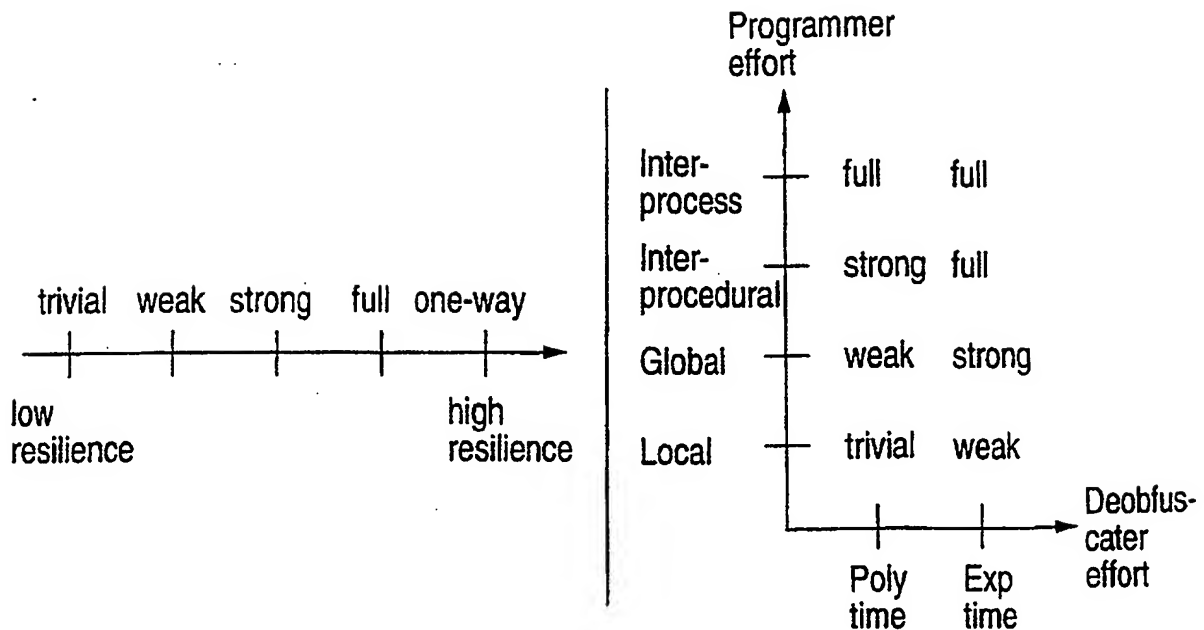 trivial weak strong full one-way
low
resilience
high
resilience
Programmer
effort
Inter-
process
full full
Inter-
procedural
strong full
Global
weak strong
Local
trivial weak
Deobfus-
cater
effort
Poly
time
Exp
time